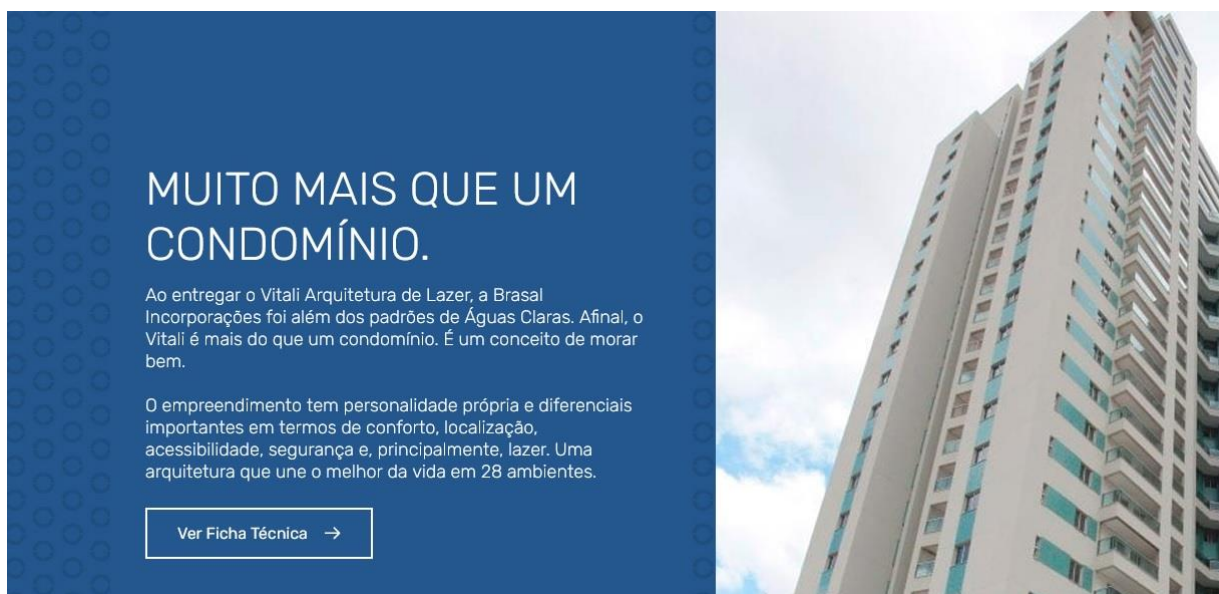 MUITO MAIS QUE UM
CONDOMÍNIO.
Ao entregar o Vitali Arquitetura de Lazer, a Brasal
Incorporações foi além dos padrões de Águas Claras. Afinal, o
Vitali é mais do que um condomínio. É um conceito de morar
bem.
O empreendimento tem personalidade própria e diferenciais
importantes em termos de conforto, localização,
acessibilidade, segurança e, principalmente, lazer. Uma
arquitetura que une o melhor da vida em 28 ambientes.
Ver Ficha Técnica →